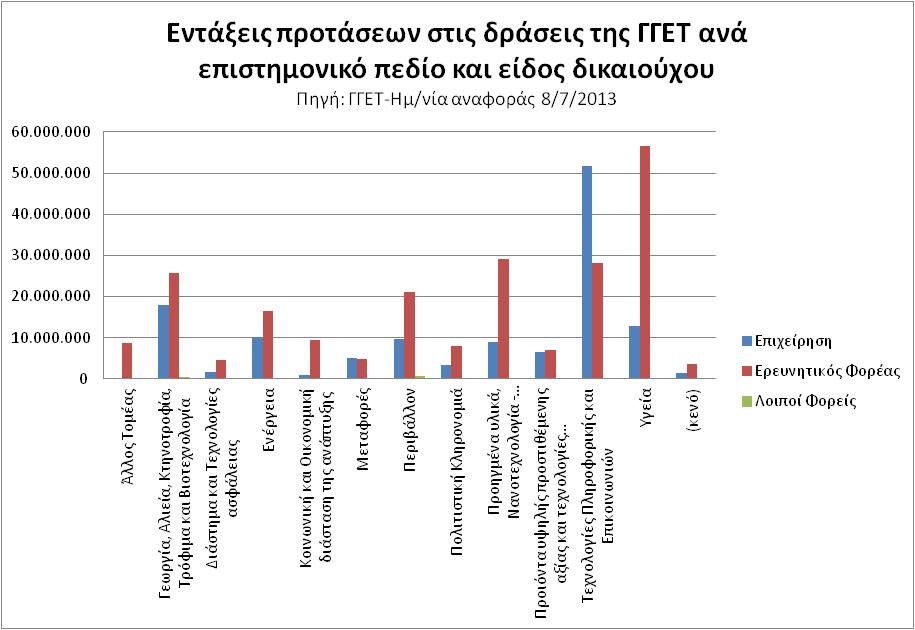 Εντάξεις προτάσεων στις δράσεις της ΓΓΕΤ ανά
επιστημονικό πεδίο και είδος δικαιούχου
Πηγή: ΓΓΕΤ-Ημ/νία αναφοράς 8/7/2013
60.000.000
50.000.000
40.000.000
30.000.000
20.000.000
10.000.000
0
Άλλος Τομέας
Γεωργία, Αλιεία, Κτηνοτροφία,
Τρόφιμα και Βιοτεχνολογία
Διάστημα και Τεχνολογίες
ασφάλειας
Ενέργεια
Κοινωνική και Οικονομική
διάσταση της ανάπτυξης
Μεταφορές
Περιβάλλον
Πολιτιστική Κληρονομιά
Προηγμένα υλικά,
Νανοτεχνολογία -...
Προιόντα υψηλής προστιθέμενης
αξίας και τεχνολογίες...
Τεχνολογίες Πληροφορικής και
Επικοινωνιών
Υγεία
(κενό)
Επιχείρηση
Ερευνητικός Φορέας
Λοιποί Φορείς